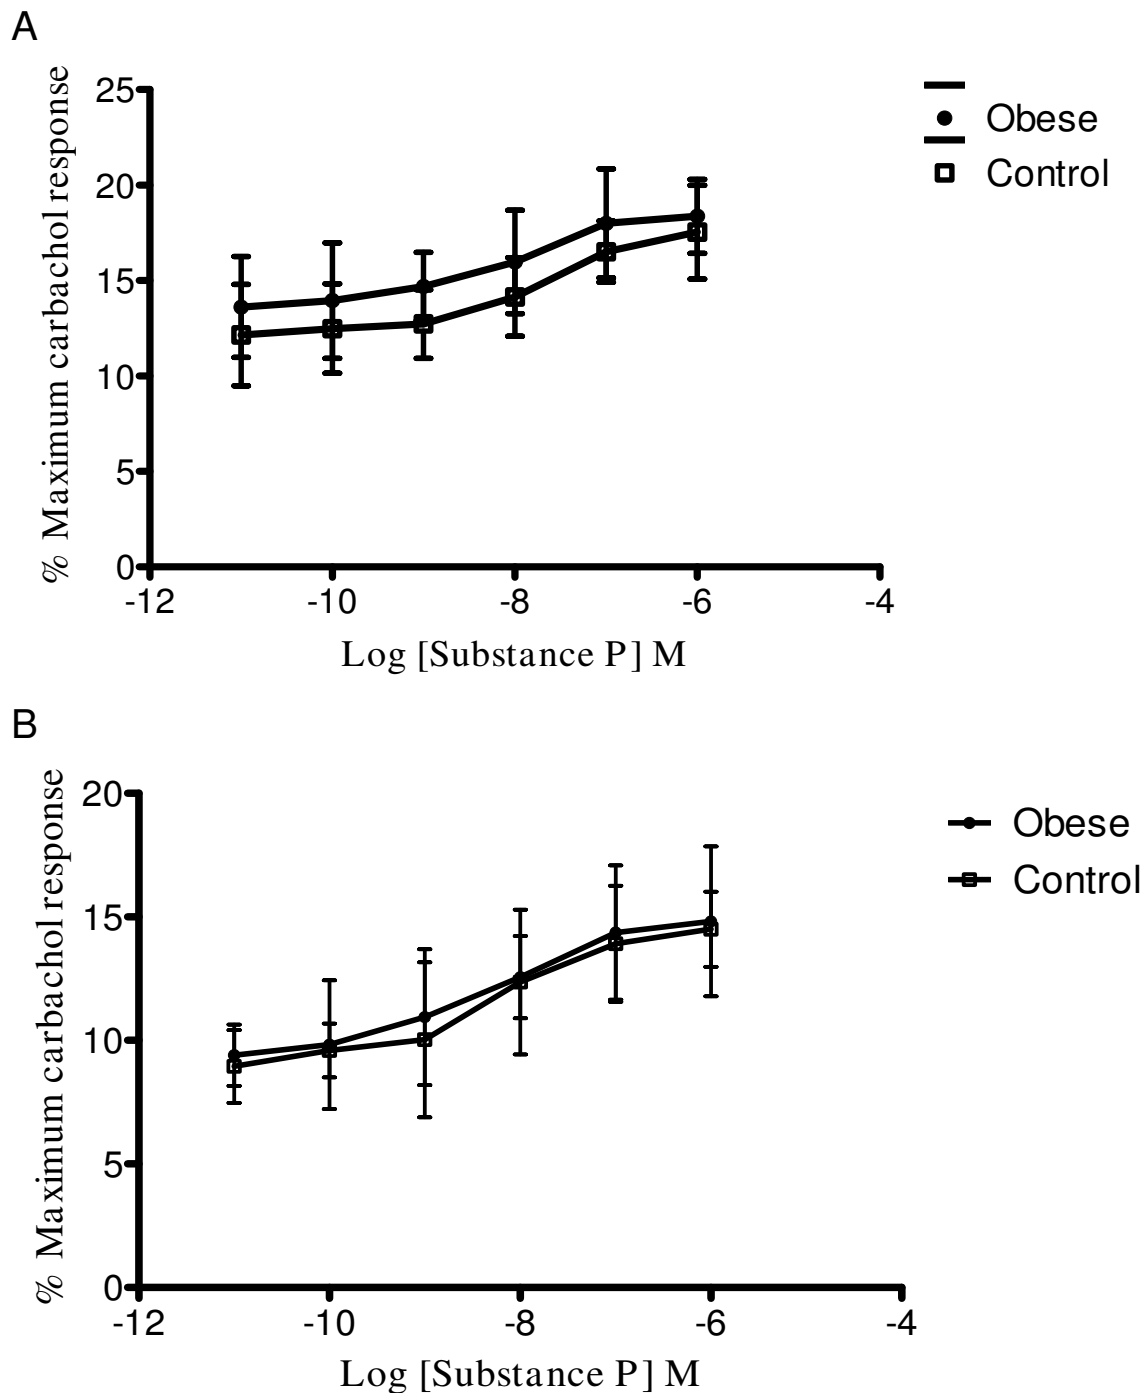 A
% Maximum carbachol response
25
20
15
10
5
0
-12 -10 -8 -6 -4
Log [Substance P] M
Obese
Control
B
% Maximum carbachol response
20
15
10
5
0
-12 -10 -8 -6 -4
Log [Substance P] M
Obese
Control